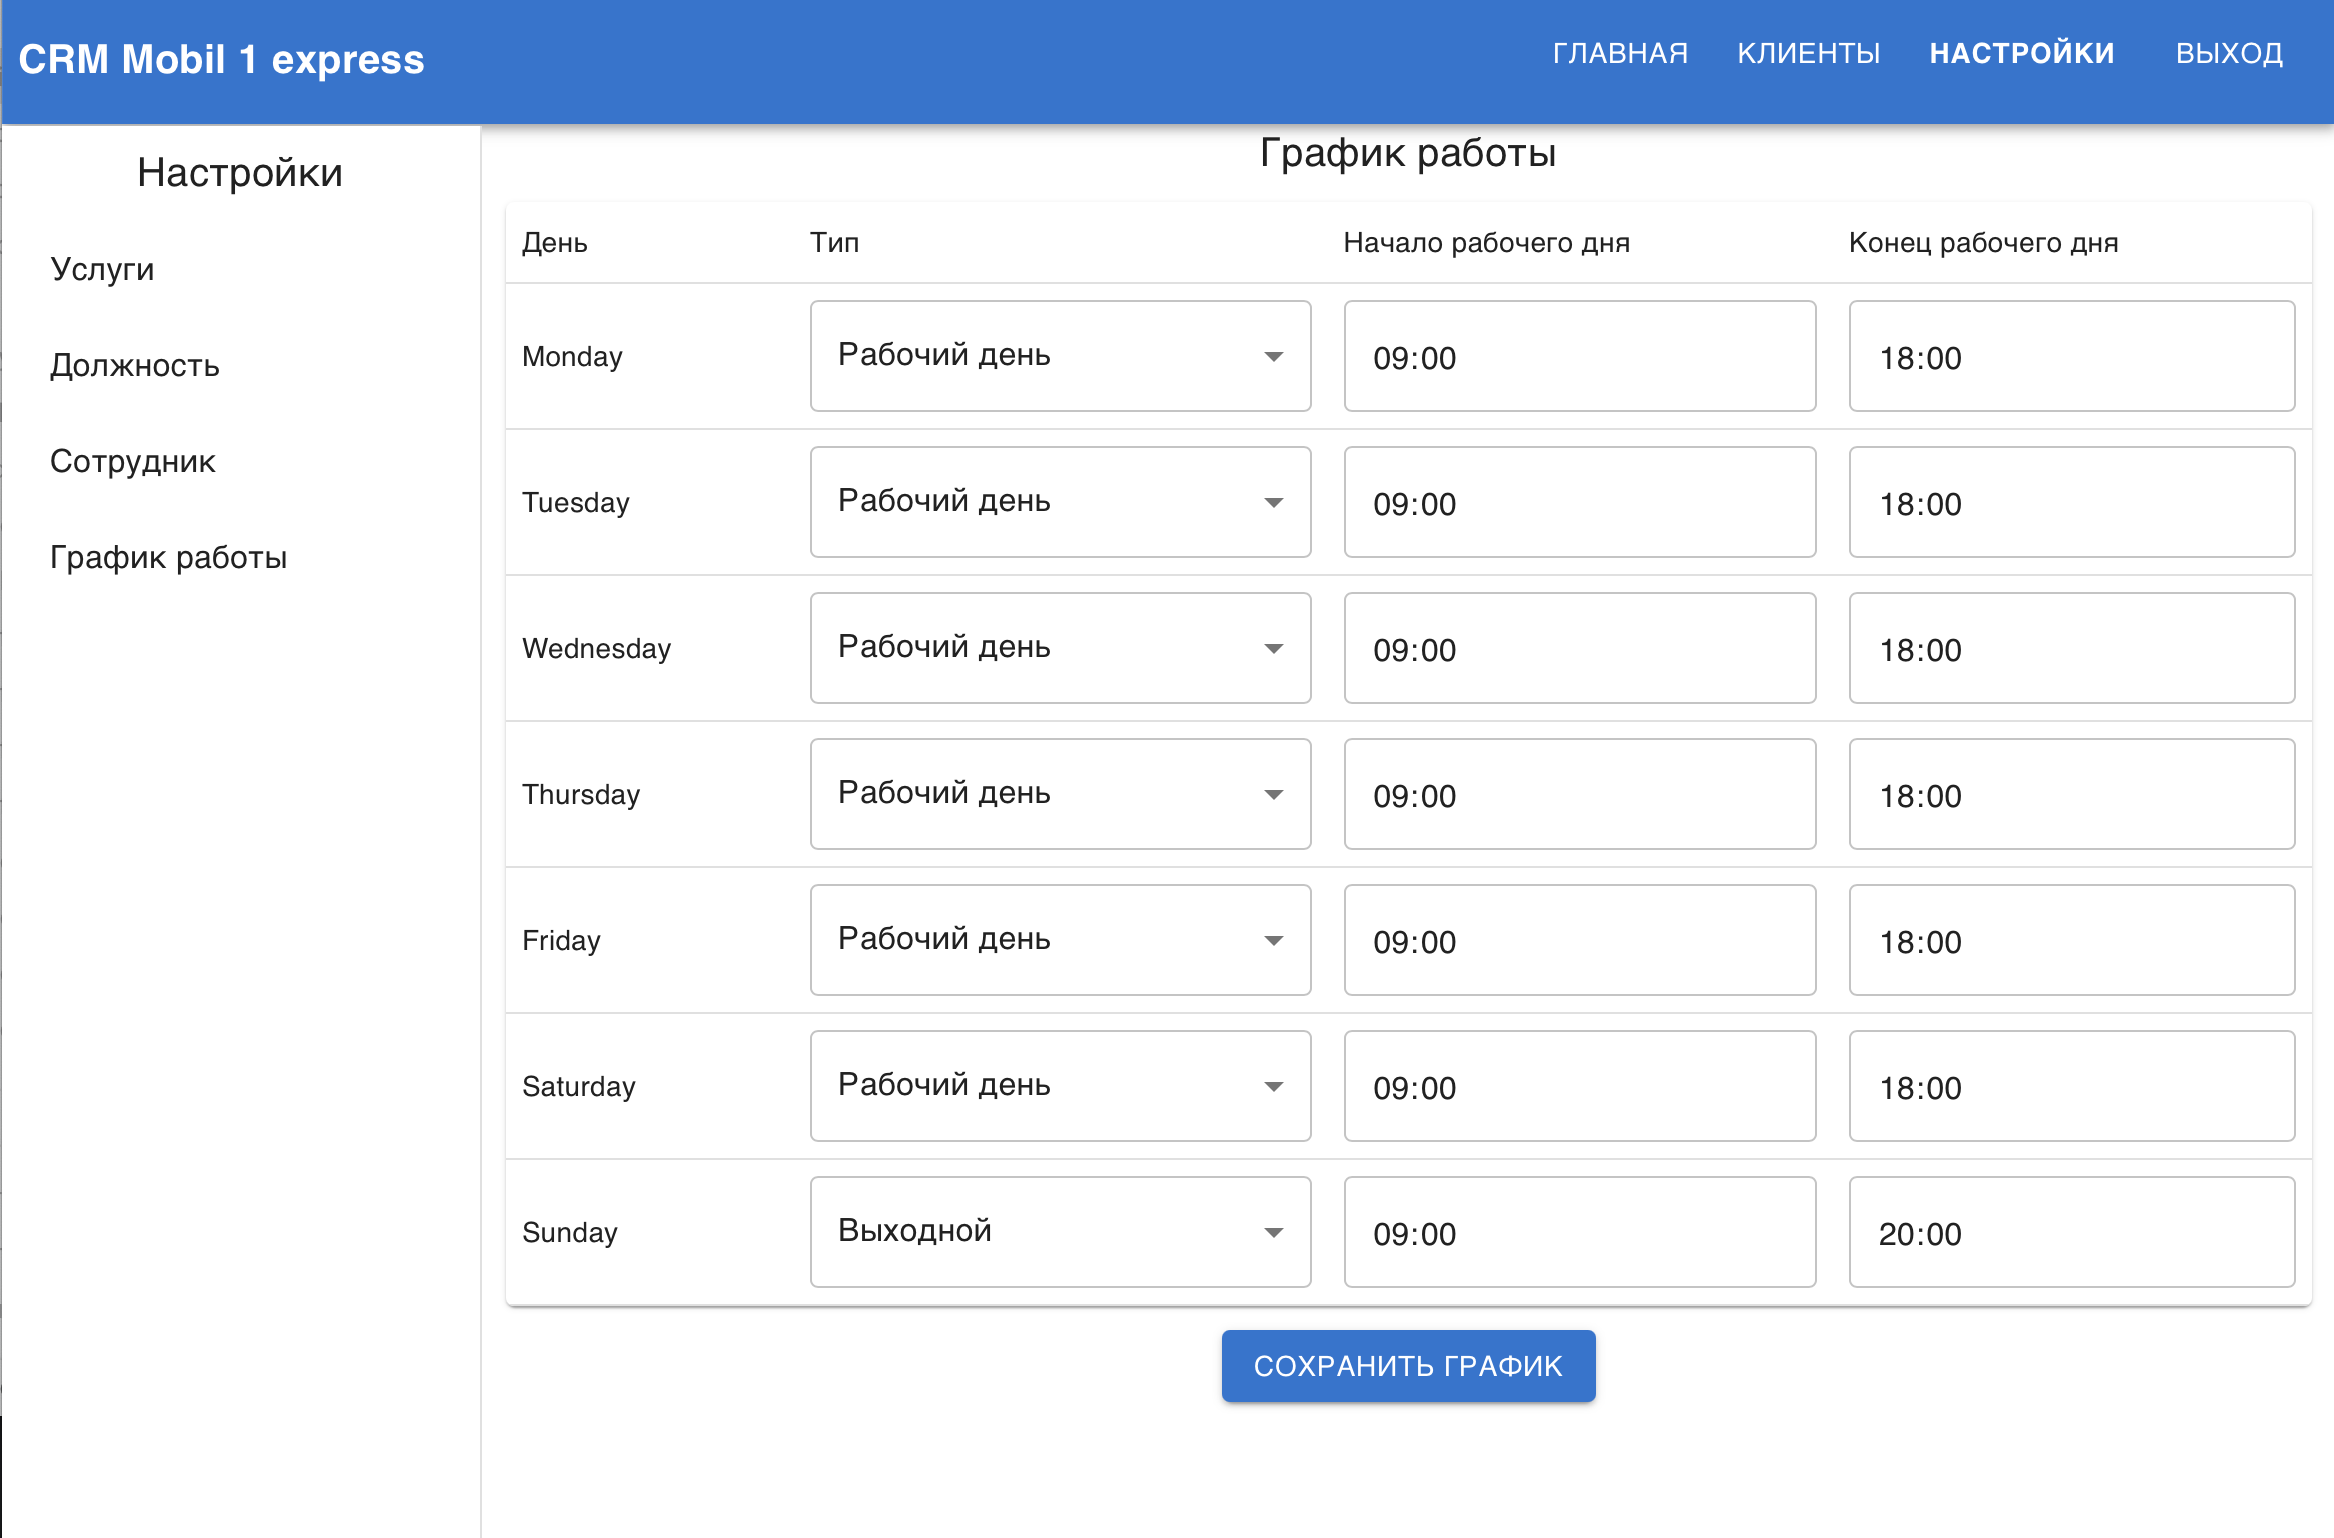 CRM Mobil 1 express
ГЛАВНАЯ КЛИЕНТЫ НАСТРОЙКИ ВЫХОД
Настройки
Услуги
Должность
Сотрудник
График работы
График работы
День Тип Начало рабочего дня Конец рабочего дня
Monday Рабочий день 09:00 18:00
Tuesday Рабочий день 09:00 18:00
Wednesday Рабочий день 09:00 18:00
Thursday Рабочий день 09:00 18:00
Friday Рабочий день 09:00 18:00
Saturday Рабочий день 09:00 18:00
Sunday Выходной 09:00 20:00
СОХРАНИТЬ ГРАФИК